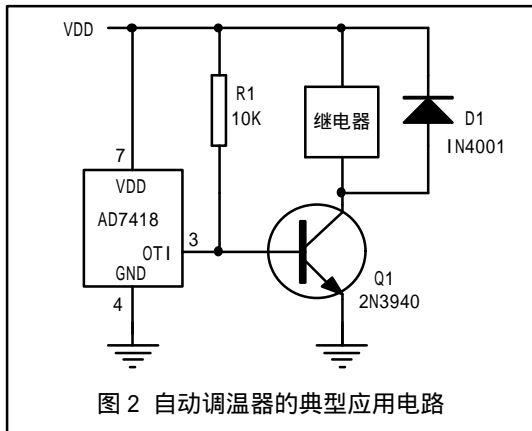 VDD
R1
10K
继电器
D1
IN4001
7
VDD
AD7418
OTI
3
GND
4
Q1
2N3940
图 2 自动调温器的典型应用电路